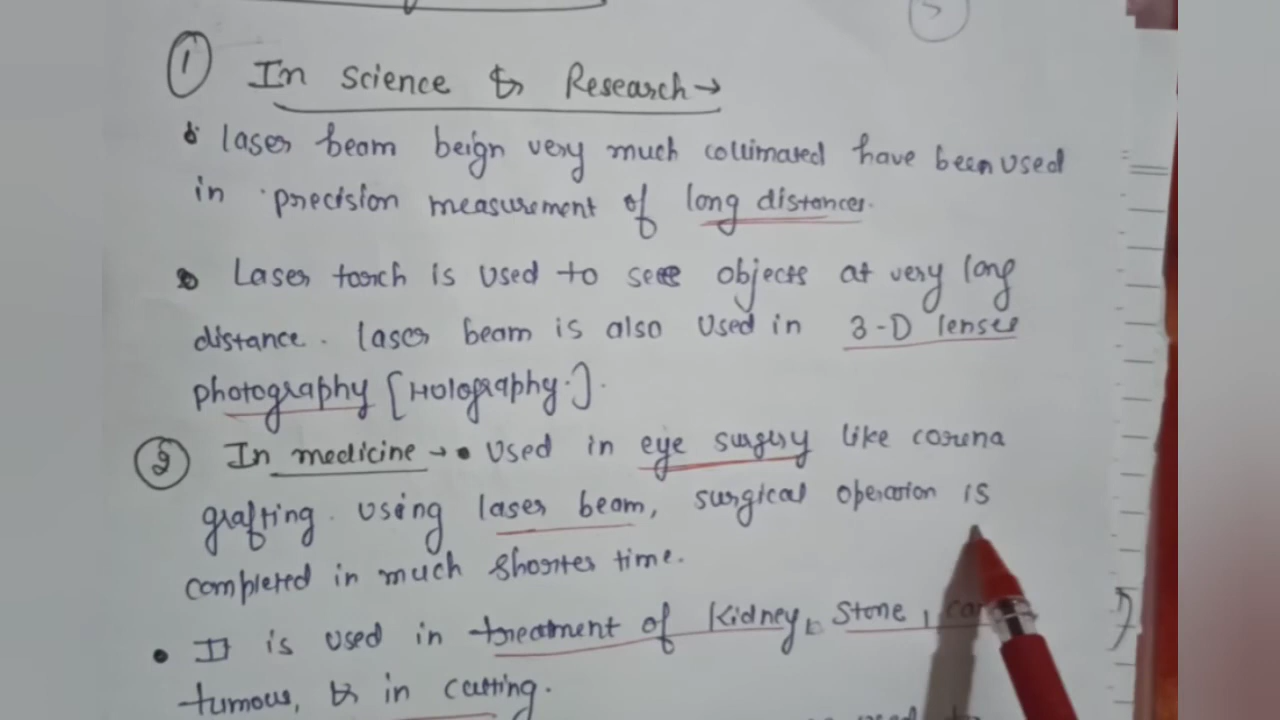 ① In science & Research→
• laser beam beign very much collimated have been used
in precision measurement of long distances.
• Laser torch is used to see objects at very long
distance. laser beam is also used in 3-D lenses
photography [Holography.].
② In medicine → • Used in eye surgery like corena
grafting. Using laser beam, surgical operation is
completed in much shorter time.
• It is used in treatment of Kidney, Stone,
tumous, & in cutting.
used to